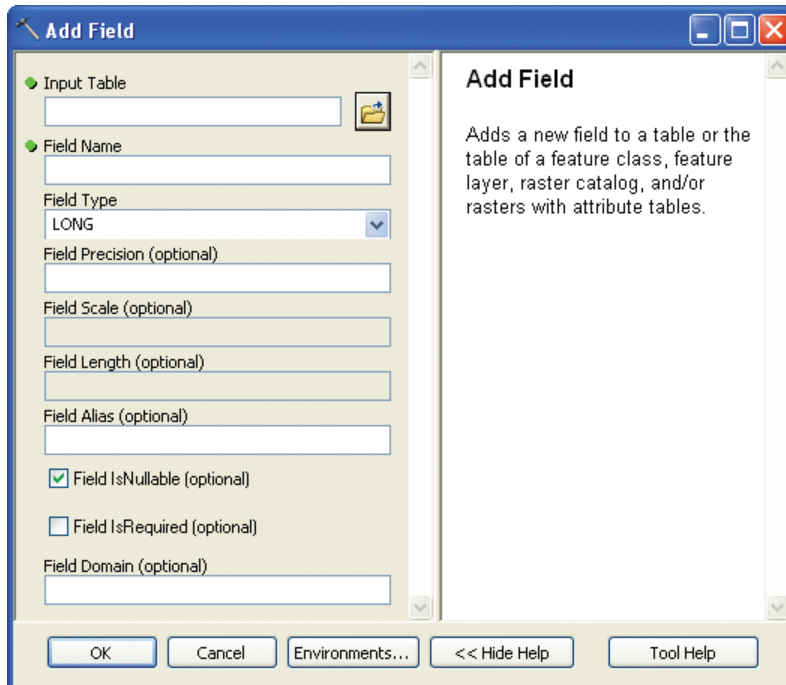 Add Field
Input Table
Field Name
Field Type
LONG
Field Precision (optional)
Field Scale (optional)
Field Length (optional)
Field Alias (optional)
Field IsNullable (optional)
Field IsRequired (optional)
Field Domain (optional)
Add Field
Adds a new field to a table or the
table of a feature class, feature
layer, raster catalog, and/or
rasters with attribute tables.
OK
Cancel
Environments...
<< Hide Help
Tool Help